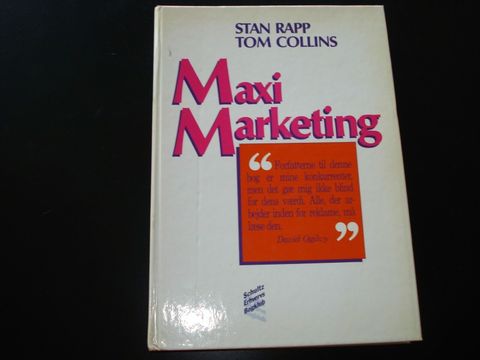 STAN RAPP
TOM COLLINS
Maxi
Marketing
“Forfatterne til denne
bog er mine konkurrenter,
men det gør mig ikke blind
for dens værdi. Alle, der ar-
bejder inden for reklame, må
læse den.
David Ogilvy”
Schultz
Erhvervs
Bogklub